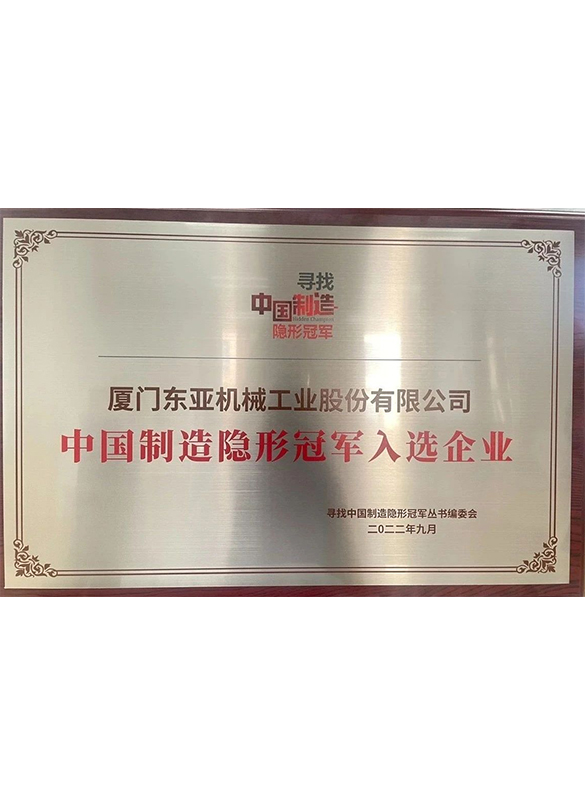 寻找
中国制造
Hidden Champion
隐形冠军
厦门东亚机械工业股份有限公司
中国制造隐形冠军入选企业
寻找中国制造隐形冠军丛书编委会
二〇二二年九月